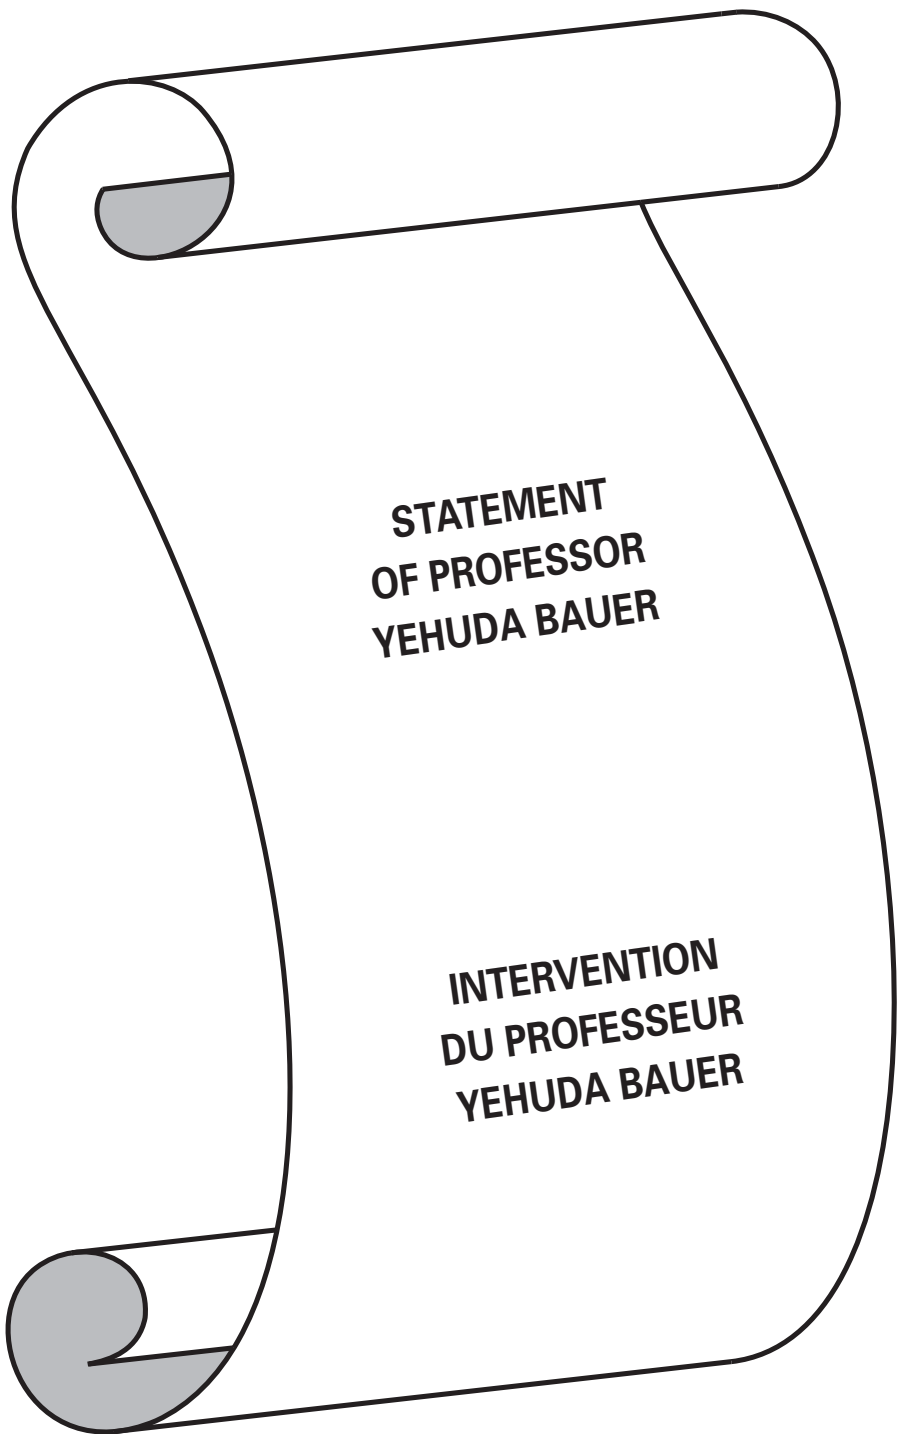 STATEMENT
OF PROFESSOR
YEHUDA BAUER
INTERVENTION
DU PROFESSEUR
YEHUDA BAUER